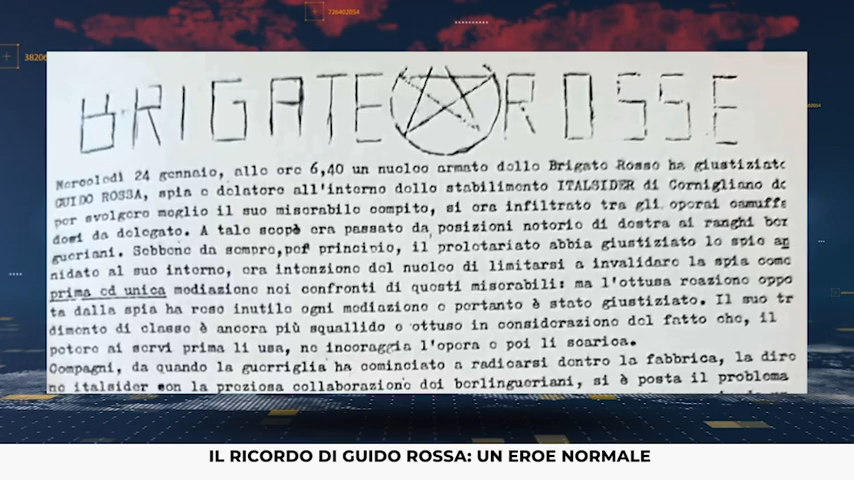 726402054
38206
BRIGATE ROSSE
Mercoledì 24 gennaio, alle ore 6,40 un nucleo armato delle Brigate Rosse ha giustiziato
GUIDO ROSSA, spia e delatore all'interno dello stabilimento ITALSIDER di Cornigliano do
per svolgere meglio il suo miserabile compito, si era infiltrato tra gli operai camuffa
dosi da delegato. A tale scopo era passato da posizioni notorie di destra ai ranghi ber
gueriani. Sebbene da sempre,per principio, il proletariato abbia giustiziato le spie an
nidate al suo interno, era intenzione del nucleo di limitarsi a invalidare la spia come
prima ed unica mediazione nei confronti di questi miserabili: ma l'ottusa reazione oppo
ta dalla spia ha reso inutile ogni mediazione e pertanto è stato giustiziato. Il suo tr
dimento di classe è ancora più squallido e ottuso in considerazione del fatto che, il
potere ai servi prima li usa, ne incoraggia l'opera e poi li scarica.
Compagni, da quando la guerriglia ha cominciato a radicarsi dentro la fabbrica, la dire
ne italsider con la preziosa collaborazione dei berlingueriani, si è posta il problema
IL RICORDO DI GUIDO ROSSA: UN EROE NORMALE